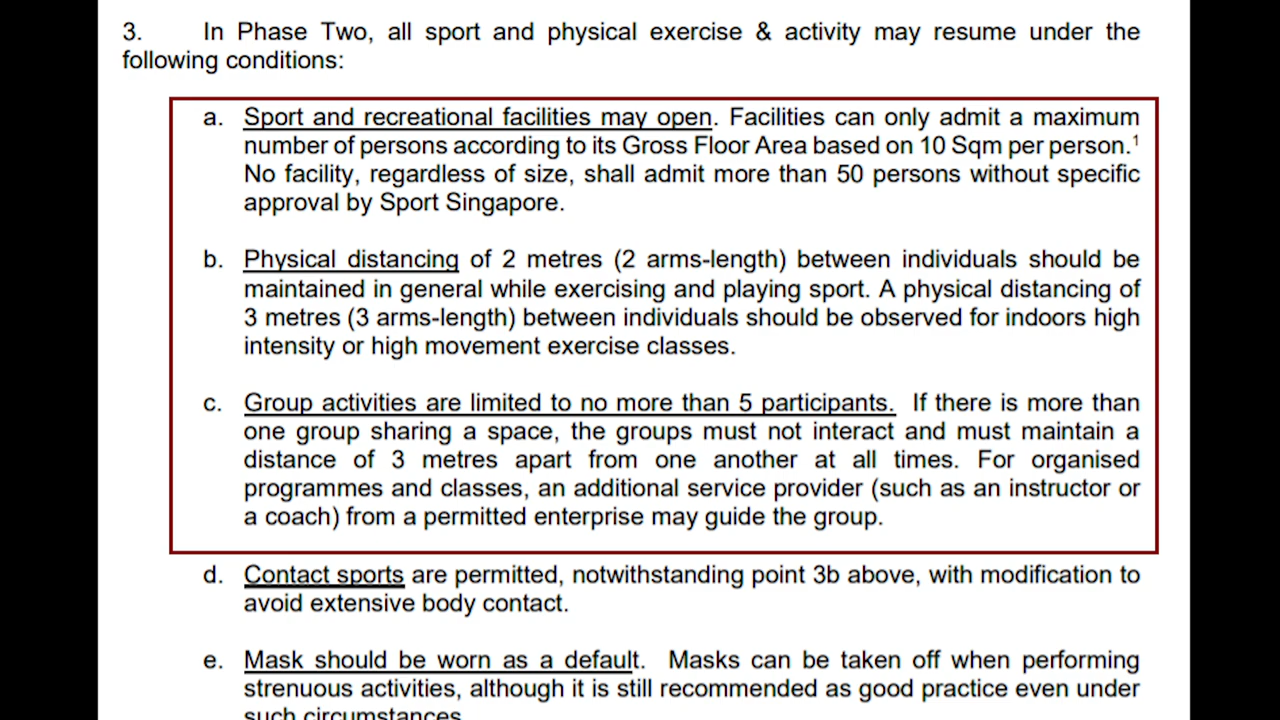 3. In Phase Two, all sport and physical exercise & activity may resume under the
following conditions:
a. Sport and recreational facilities may open. Facilities can only admit a maximum
number of persons according to its Gross Floor Area based on 10 Sqm per person.¹
No facility, regardless of size, shall admit more than 50 persons without specific
approval by Sport Singapore.
b. Physical distancing of 2 metres (2 arms-length) between individuals should be
maintained in general while exercising and playing sport. A physical distancing of
3 metres (3 arms-length) between individuals should be observed for indoors high
intensity or high movement exercise classes.
c. Group activities are limited to no more than 5 participants. If there is more than
one group sharing a space, the groups must not interact and must maintain a
distance of 3 metres apart from one another at all times. For organised
programmes and classes, an additional service provider (such as an instructor or
a coach) from a permitted enterprise may guide the group.
d. Contact sports are permitted, notwithstanding point 3b above, with modification to
avoid extensive body contact.
e. Mask should be worn as a default. Masks can be taken off when performing
strenuous activities, although it is still recommended as good practice even under
such circumstances